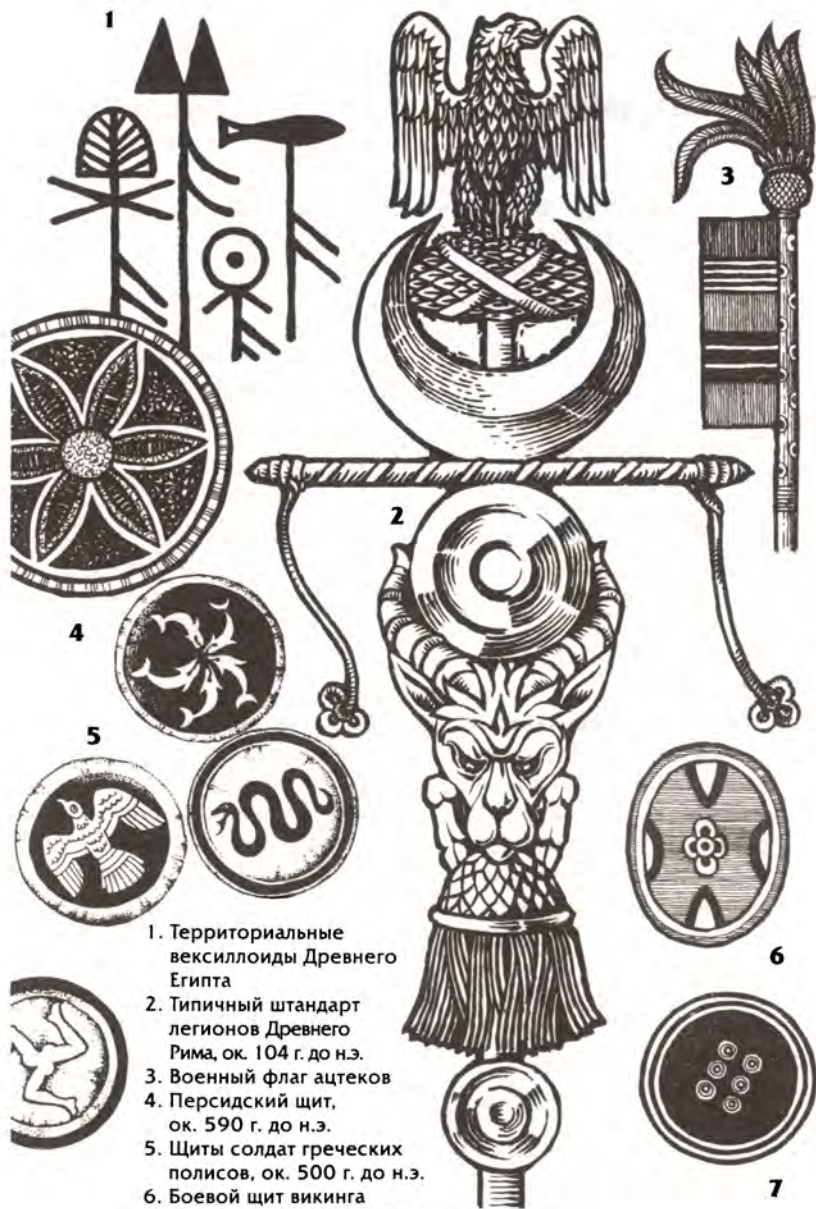 1
3
2
4
5
6
7
1. Территориальные
вексиллоиды Древнего
Египта
2. Типичный штандарт
легионов Древнего
Рима, ок. 104 г. до н.э.
3. Военный флаг ацтеков
4. Персидский щит,
ок. 590 г. до н.э.
5. Щиты солдат греческих
полисов, ок. 500 г. до н.э.
6. Боевой щит викинга